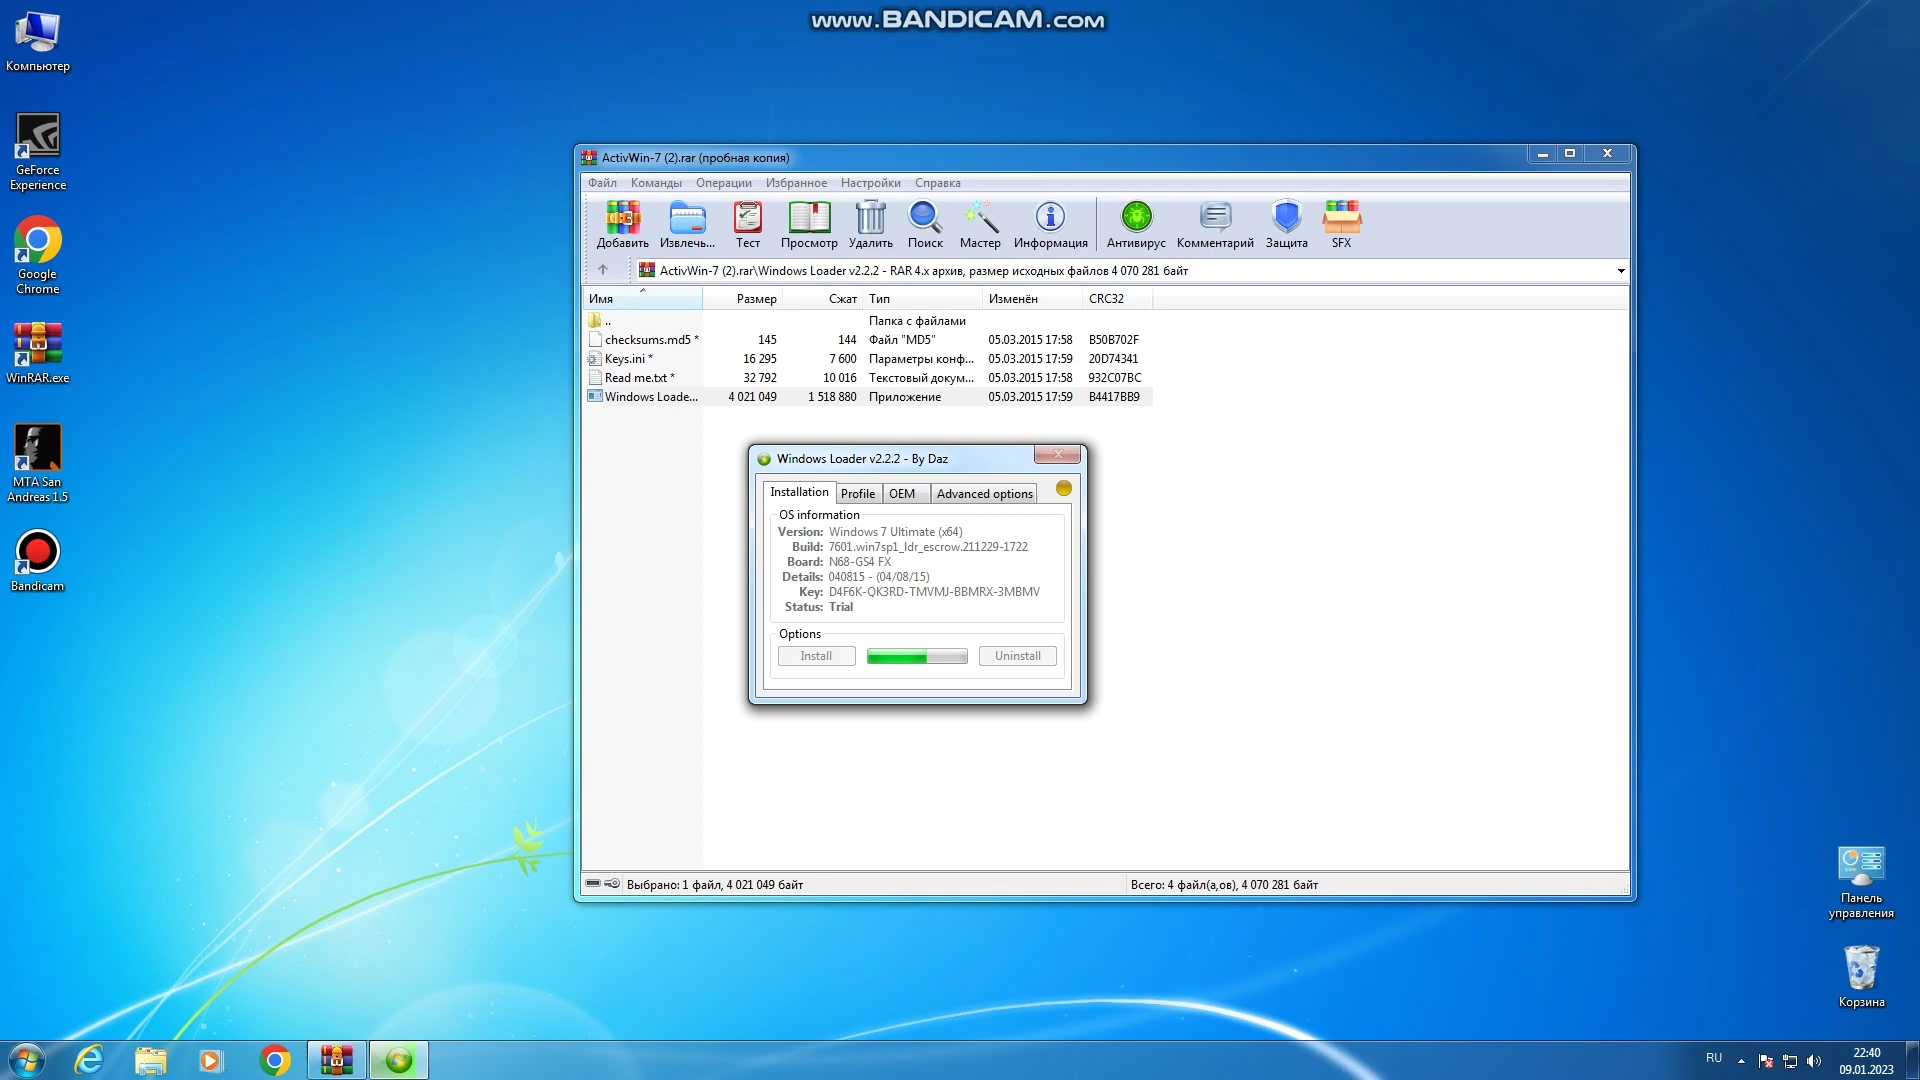 www.BANDICAM.com
Компьютер
GeForce
Experience
Google
Chrome
WinRAR.exe
MTA San
Andreas 1.5
Bandicam
ActivWin-7 (2).rar (пробная копия)
Файл Команды Операции Избранное Настройки Справка
Добавить Извлечь... Тест Просмотр Удалить Поиск Мастер Информация Антивирус Комментарий Защита SFX
ActivWin-7 (2).rar\Windows Loader v2.2.2 - RAR 4.x архив, размер исходных файлов 4 070 281 байт
Имя Размер Сжат Тип Изменён CRC32
.. Папка с файлами
checksums.md5 * 145 144 Файл "MD5" 05.03.2015 17:58 B50B702F
Keys.ini * 16 295 7 600 Параметры конф... 05.03.2015 17:59 20D74341
Read me.txt * 32 792 10 016 Текстовый докум... 05.03.2015 17:58 932C07BC
Windows Loade... 4 021 049 1 518 880 Приложение 05.03.2015 17:59 B4417BB9
Windows Loader v2.2.2 - By Daz
Installation Profile OEM Advanced options
OS information
Version: Windows 7 Ultimate (x64)
Build: 7601.win7sp1_ldr_escrow.211229-1722
Board: N68-GS4 FX
Details: 040815 - (04/08/15)
Key: D4F6K-QK3RD-TMVMJ-BBMRX-3MBMV
Status: Trial
Options
Install Uninstall
Выбрано: 1 файл, 4 021 049 байт Всего: 4 файл(а,ов), 4 070 281 байт
Панель
управления
Корзина
RU 22:40
09.01.2023